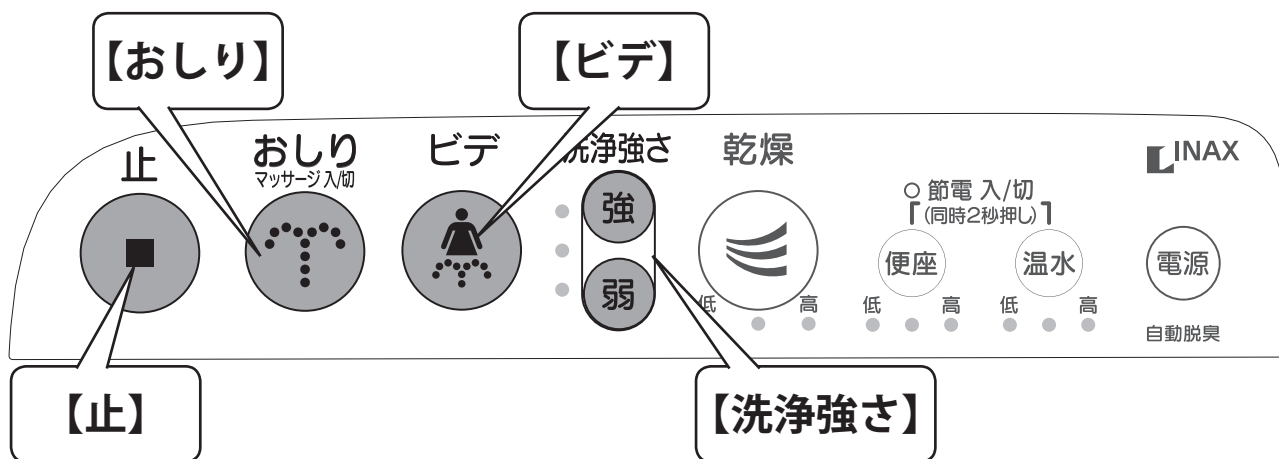 【おしり】
【ビデ】
止
おしり
マッサージ 入/切
ビデ
洗浄強さ
強
弱
乾燥
低
高
節電 入/切
(同時2秒押し)
便座
低
高
温水
低
高
INAX
電源
自動脱臭
【止】
【洗浄強さ】